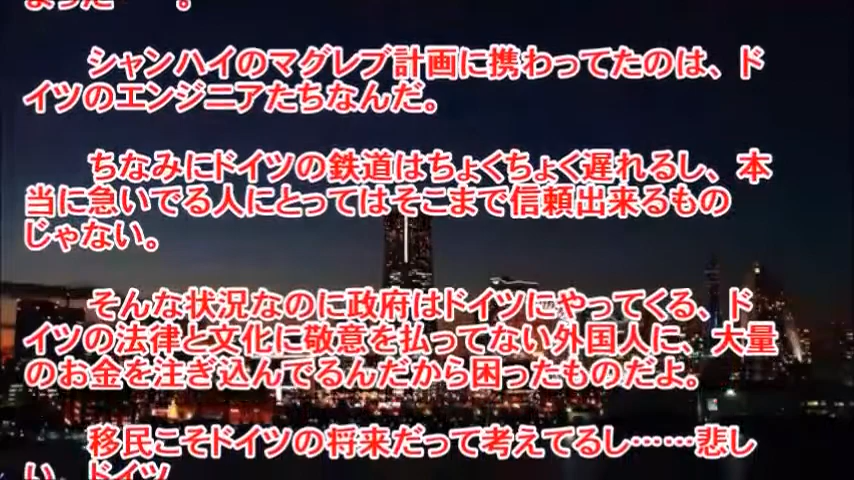 まった 。
シャンハイのマグレブ計画に携わってたのは、ド
イツのエンジニアたちなんだ。
ちなみにドイツの鉄道はちょくちょく遅れるし、本
当に急いでる人にとってはそこまで信頼出来るもの
じゃない。
そんな状況なのに政府はドイツにやってくる、ド
イツの法律と文化に敬意を払ってない外国人に、大量
のお金を注ぎ込んでるんだから困ったものだよ。
移民こそドイツの将来だって考えてるし……悲し
い、ドイツ